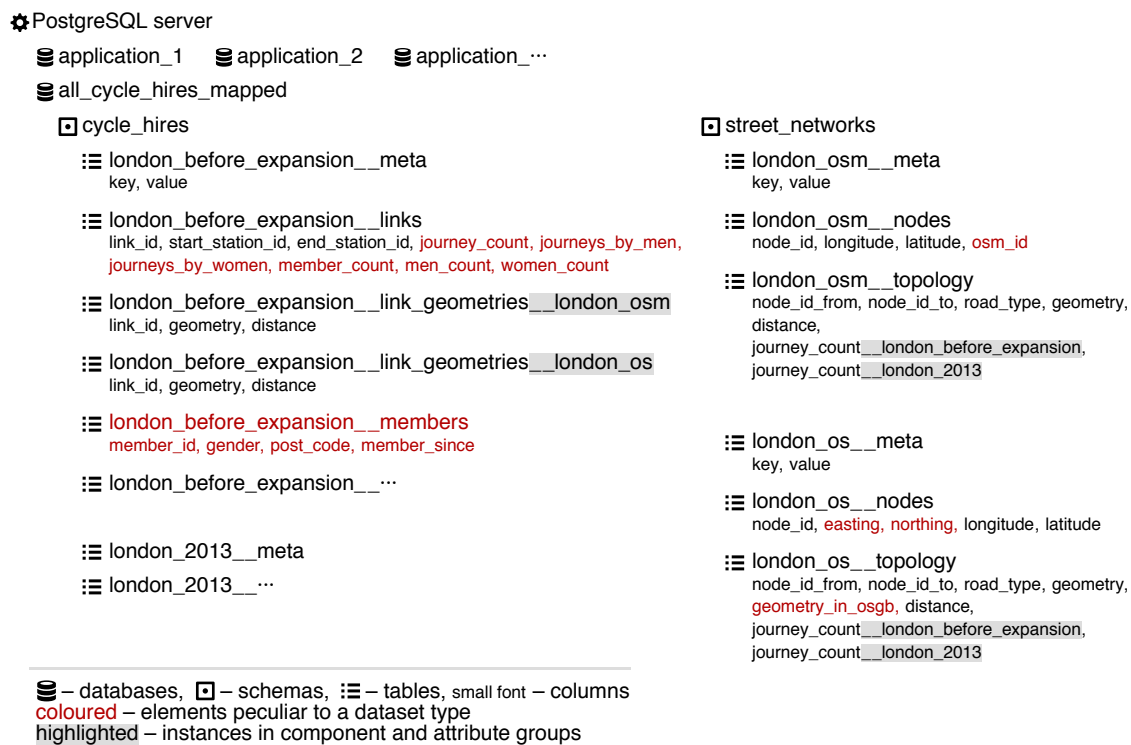 PostgreSQL server
application_1 application_2 application_···
all_cycle_hires_mapped
cycle_hires
london_before_expansion__meta
key, value
london_before_expansion__links
link_id, start_station_id, end_station_id, journey_count, journeys_by_men,
journeys_by_women, member_count, men_count, women_count
london_before_expansion__link_geometries__london_osm
link_id, geometry, distance
london_before_expansion__link_geometries__london_os
link_id, geometry, distance
london_before_expansion__members
member_id, gender, post_code, member_since
london_before_expansion__···
london_2013__meta
london_2013__···
street_networks
london_osm__meta
key, value
london_osm__nodes
node_id, longitude, latitude, osm_id
london_osm__topology
node_id_from, node_id_to, road_type, geometry,
distance,
journey_count__london_before_expansion,
journey_count__london_2013
london_os__meta
key, value
london_os__nodes
node_id, easting, northing, longitude, latitude
london_os__topology
node_id_from, node_id_to, road_type, geometry,
geometry_in_osgb, distance,
journey_count__london_before_expansion,
journey_count__london_2013
– databases, – schemas, – tables, small font – columns
coloured – elements peculiar to a dataset type
highlighted – instances in component and attribute groups